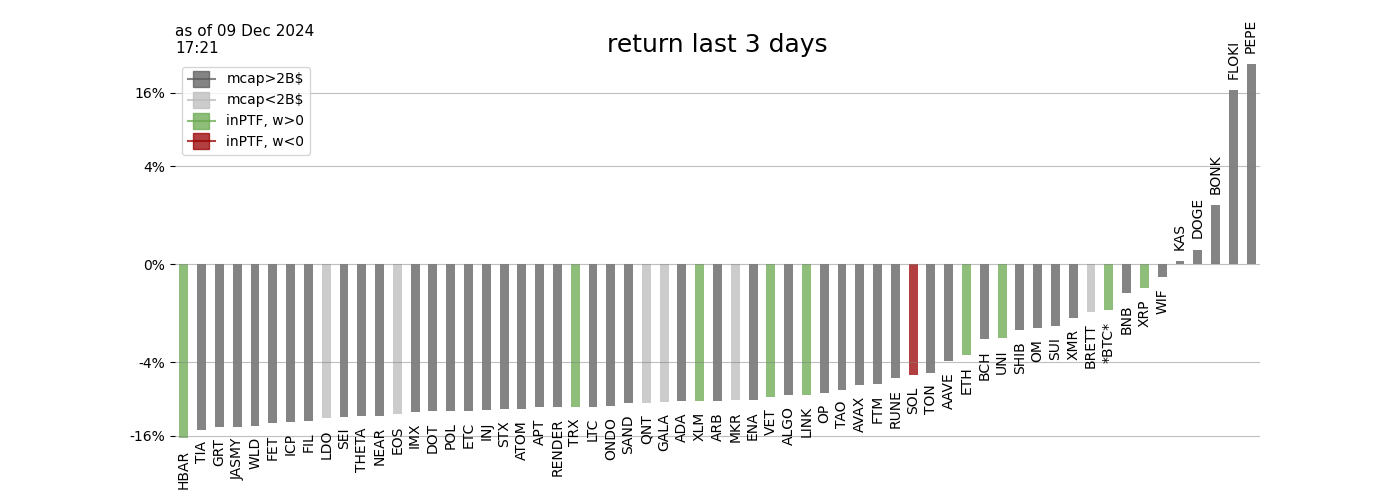 as of 09 Dec 2024
17:21
return last 3 days
mcap>2B$
mcap<2B$
inPTF, w>0
inPTF, w<0
16%
4%
0%
-4%
-16%
HBAR
TIA
GRT
JASMY
WLD
FET
ICP
FIL
LDO
SEI
THETA
NEAR
EOS
IMX
DOT
POL
ETC
INJ
STX
ATOM
APT
RENDER
TRX
LTC
ONDO
SAND
QNT
GALA
ADA
XLM
ARB
MKR
ENA
VET
ALGO
LINK
OP
TAO
AVAX
FTM
RUNE
SOL
TON
AAVE
ETH
BCH
UNI
SHIB
OM
SUI
XMR
BRETT
*BTC*
BNB
XRP
WIF
KAS
DOGE
BONK
FLOKI
PEPE